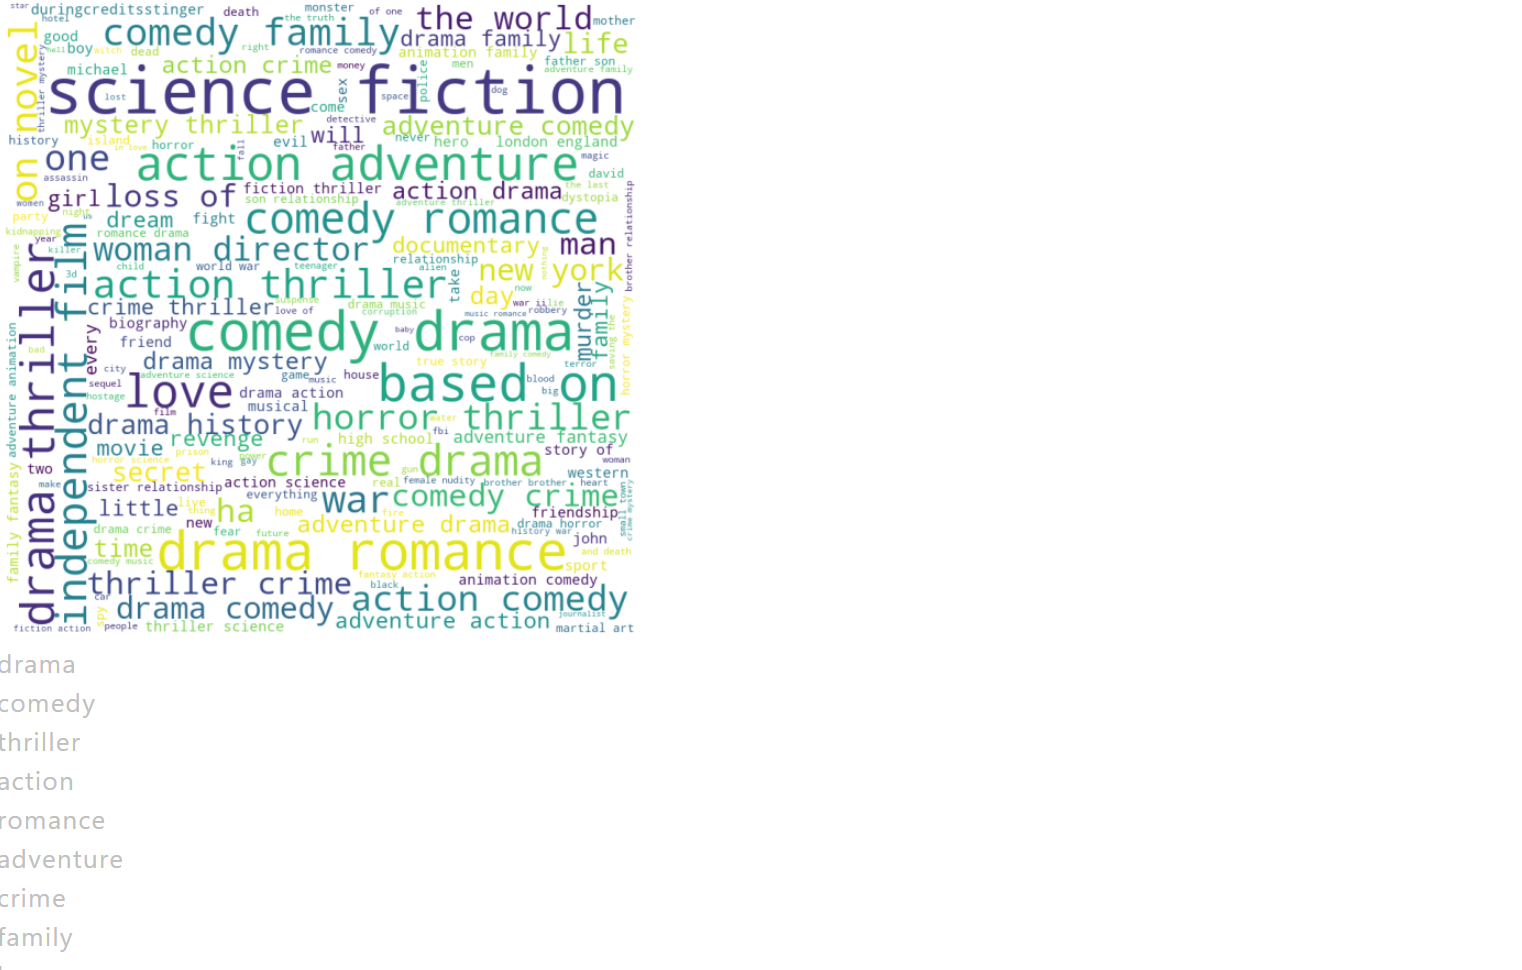 star duringcreditsstinger death monster of one
hotel the truth
comedy family the world mother
good drama family life
boy witch dead right romance comedy animation family
hell father son
michael action crime money men adventure family
science fiction
on novel
thriller mystery
lost sex space police dog
come
mystery thriller detective adventure comedy
history island horror evil will never hero london england
in love fall father
one action adventure magic
assassin david
girl loss of fiction thriller action drama the last
women son relationship adventure thriller dystopia
party night us dream fight comedy romance
kidnapping romance drama
year woman director documentary man brother relationship
killer relationship nothing
vampire child world war teenager alien new york
3d action thriller take
day now
crime thriller suspense drama music war ii lie
love of corruption music romance robbery
biography comedy drama murder family
every friend baby cop saving the horror mystery
world
drama mystery true story family comedy terror
bad
city adventure science game music house based on blood
sequel love drama action big
hostage
film musical
drama thriller
independent film
adventure animation
drama history horror thriller
water
revenge run high school fbi adventure fantasy
movie story of
two horror science prison power crime drama woman
king gay
secret gun western
make sister relationship action science real female nudity brother brother heart
everything
little live war comedy crime small town crime mystery
thing ha home fire friendship
new adventure drama drama horror
drama crime fear future history war
family fantasy
time drama romance john
comedy music and death
sport
thriller crime fantasy action animation comedy
black
car drama comedy action comedy
spy adventure action journalist
fiction action people thriller science martial art
drama
comedy
thriller
action
romance
adventure
crime
family